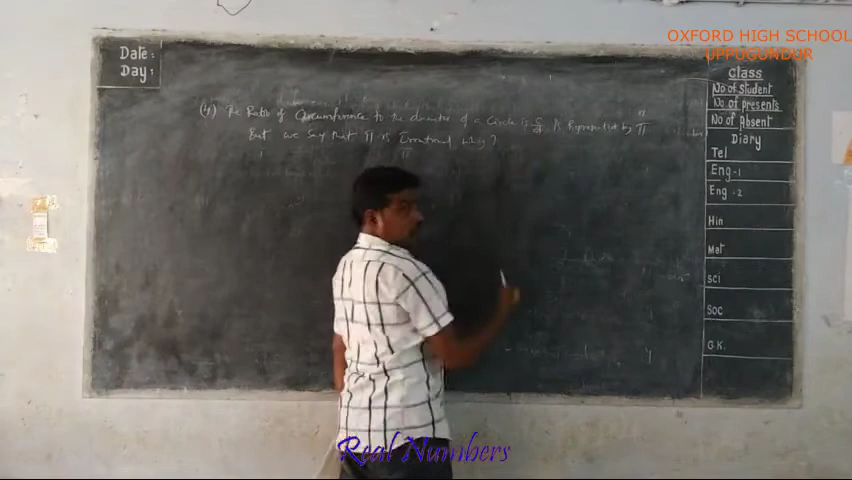 OXFORD HIGH SCHOOL
UPPUGUNDUR
Date:
Day:
(4) The Ratio of Circumference to the diameter of a Circle is c/d is Represented by π
But we say that π is Irrational why?
Class
No of student
No of presents
No of Absent
Diary
Tel
Eng-1
Eng-2
Hin
Mat
Sci
Soc
G.K.
Real Numbers